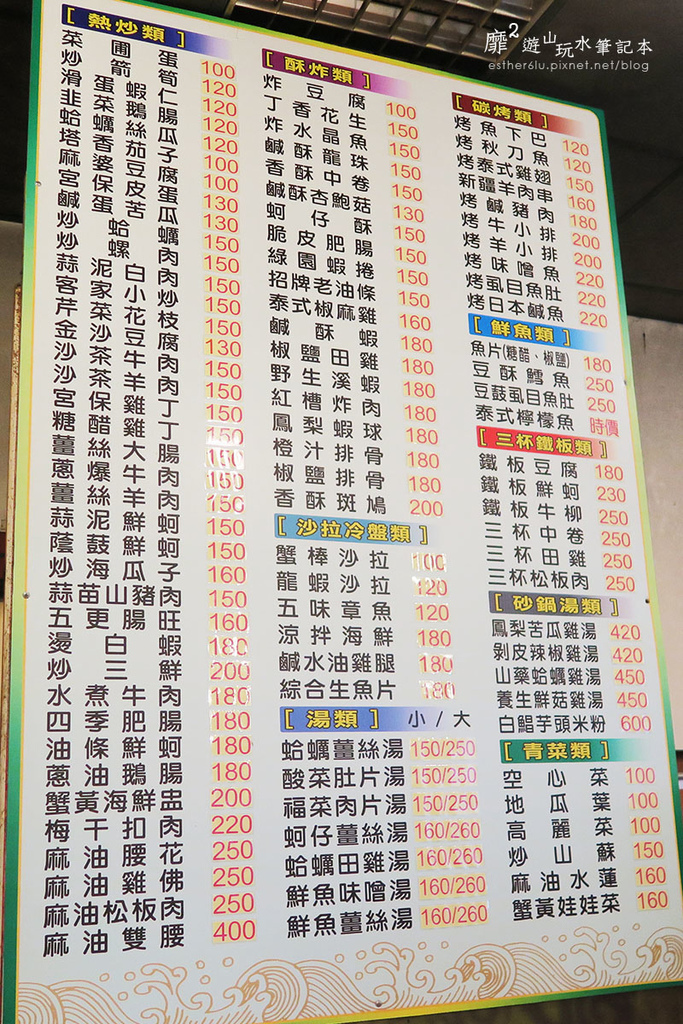 靡2遊山玩水筆記本
esther6lu.pixnet.net/blog
[ 熱炒類 ]
菜圃蛋 100
炒箭筍 120
滑蛋蝦仁 120
韭菜鵝腸 120
蛤蠣絲瓜 120
塔香茄子 100
麻婆豆腐 100
宮保皮蛋 130
鹹蛋苦瓜 130
炒蛤蠣 150
炒螺肉 150
蒜泥白肉 150
客家小炒 150
芹菜花枝 150
金沙豆腐 130
沙茶牛肉 150
沙茶羊肉 150
宮保雞丁 150
糖醋雞丁 150
薑絲大腸 150
蔥爆牛肉 150
薑絲羊肉 150
蒜泥鮮蚵 150
蔭鼓鮮蚵 150
炒海瓜子 160
蒜苗山豬肉 150
五更腸旺 160
燙白蝦 180
炒三鮮 200
水煮牛肉 180
四季肥腸 180
油條鮮蚵 180
蔥油鵝腸 180
蟹黃海鮮盅 200
梅干扣肉 220
麻油腰花 250
麻油雞佛 250
麻油松板肉 250
麻油雙腰 400
[ 酥炸類 ]
炸豆腐 100
丁香花生 150
炸水晶魚 150
鹹酥龍珠 150
香酥中卷 150
鹹酥杏鮑菇 130
蚵仔酥 150
脆皮肥腸 150
綠園蝦捲 150
招牌老油條 150
泰式椒麻雞 160
鹹酥蝦 180
椒鹽田雞 180
野生溪蝦 180
紅槽炸肉 180
鳳梨蝦球 180
橙汁排骨 180
椒鹽排骨 180
香酥斑鳩 200
[ 沙拉冷盤類 ]
蟹棒沙拉 100
龍蝦沙拉 120
五味章魚 120
涼拌海鮮 180
鹹水油雞腿 180
綜合生魚片 180
[ 湯類 ] 小 / 大
蛤蠣薑絲湯 150/250
酸菜肚片湯 150/250
福菜肉片湯 150/250
蚵仔薑絲湯 160/260
蛤蠣田雞湯 160/260
鮮魚味噌湯 160/260
鮮魚薑絲湯 160/260
[ 碳烤類 ]
烤魚下巴 120
烤秋刀魚 120
烤泰式雞翅 150
新疆羊肉串 160
烤鹹豬肉 180
烤牛小排 200
烤羊小排 200
烤味噌魚 220
烤虱目魚肚 220
烤日本鹹魚 220
[ 鮮魚類 ]
魚片(糖醋、椒鹽) 180
豆酥鱈魚 250
豆鼓虱目魚肚 250
泰式檸檬魚 時價
[ 三杯鐵板類 ]
鐵板豆腐 180
鐵板鮮蚵 230
鐵板牛柳 250
三杯中卷 250
三杯田雞 250
三杯松板肉 250
[ 砂鍋湯類 ]
鳳梨苦瓜雞湯 420
剝皮辣椒雞湯 420
山藥蛤蠣雞湯 450
養生鮮菇雞湯 450
白鯧芋頭米粉 600
[ 青菜類 ]
空心菜 100
地瓜葉 100
高麗菜 100
炒山蘇 150
麻油水蓮 160
蟹黃娃娃菜 160